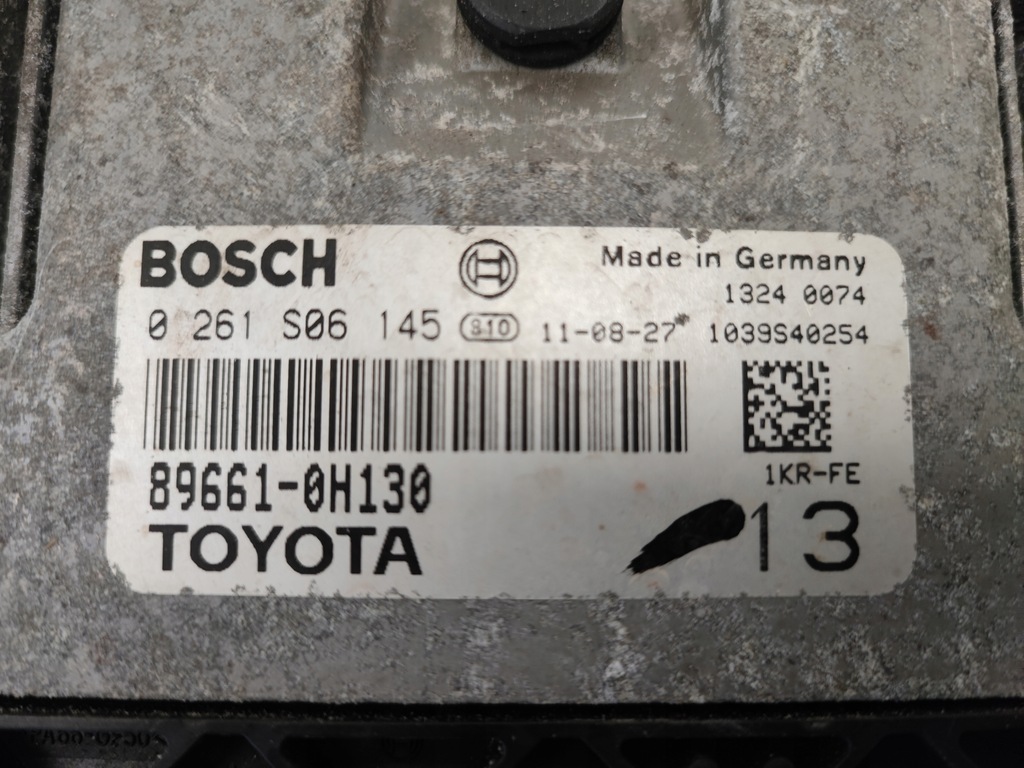 BOSCH
Made in Germany
1324 0074
0 261 S06 145 810 11-08-27* 1039S40254
89661-0H130
1KR-FE
TOYOTA
13